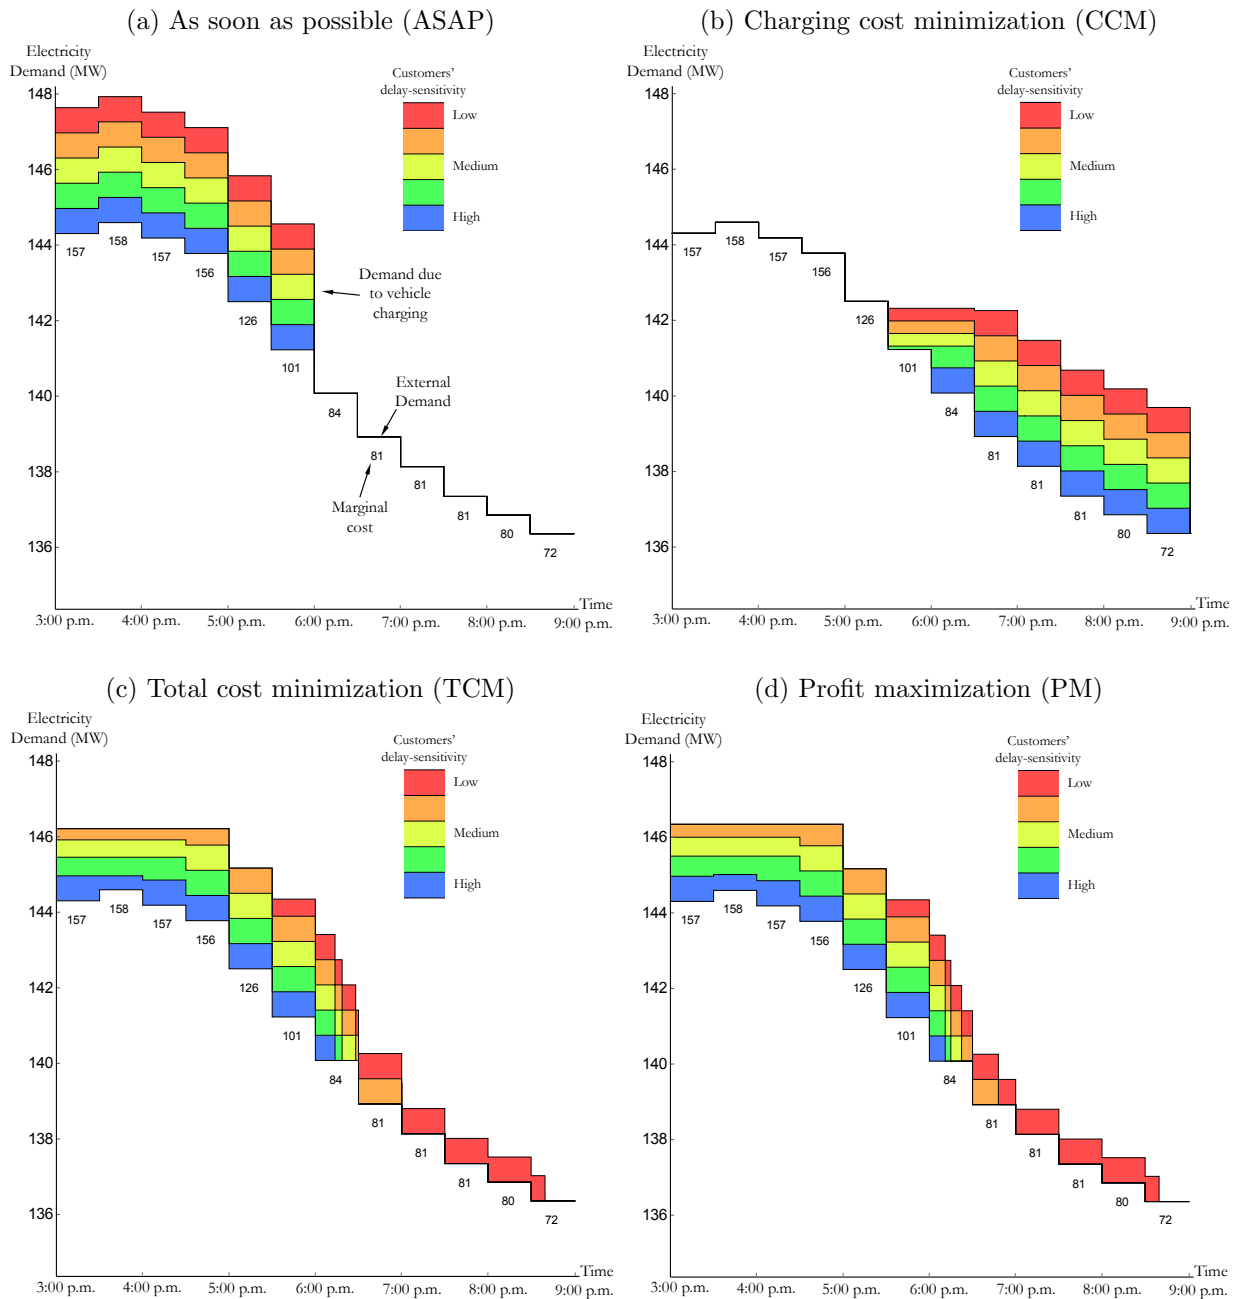 (a) As soon as possible (ASAP)
Electricity
Demand (MW)
Customers'
delay-sensitivity
Low
Medium
High
148
146
144
142
140
138
136
157
158
157
156
126
101
84
81
81
81
80
72
Demand due
to vehicle
charging
External
Demand
Marginal
cost
Time
3:00 p.m.
4:00 p.m.
5:00 p.m.
6:00 p.m.
7:00 p.m.
8:00 p.m.
9:00 p.m.
(b) Charging cost minimization (CCM)
Electricity
Demand (MW)
Customers'
delay-sensitivity
Low
Medium
High
148
146
144
142
140
138
136
157
158
157
156
126
101
84
81
81
81
80
72
Time
3:00 p.m.
4:00 p.m.
5:00 p.m.
6:00 p.m.
7:00 p.m.
8:00 p.m.
9:00 p.m.
(c) Total cost minimization (TCM)
Electricity
Demand (MW)
Customers'
delay-sensitivity
Low
Medium
High
148
146
144
142
140
138
136
157
158
157
156
126
101
84
81
81
81
80
72
Time
3:00 p.m.
4:00 p.m.
5:00 p.m.
6:00 p.m.
7:00 p.m.
8:00 p.m.
9:00 p.m.
(d) Profit maximization (PM)
Electricity
Demand (MW)
Customers'
delay-sensitivity
Low
Medium
High
148
146
144
142
140
138
136
157
158
157
156
126
101
84
81
81
81
80
72
Time
3:00 p.m.
4:00 p.m.
5:00 p.m.
6:00 p.m.
7:00 p.m.
8:00 p.m.
9:00 p.m.